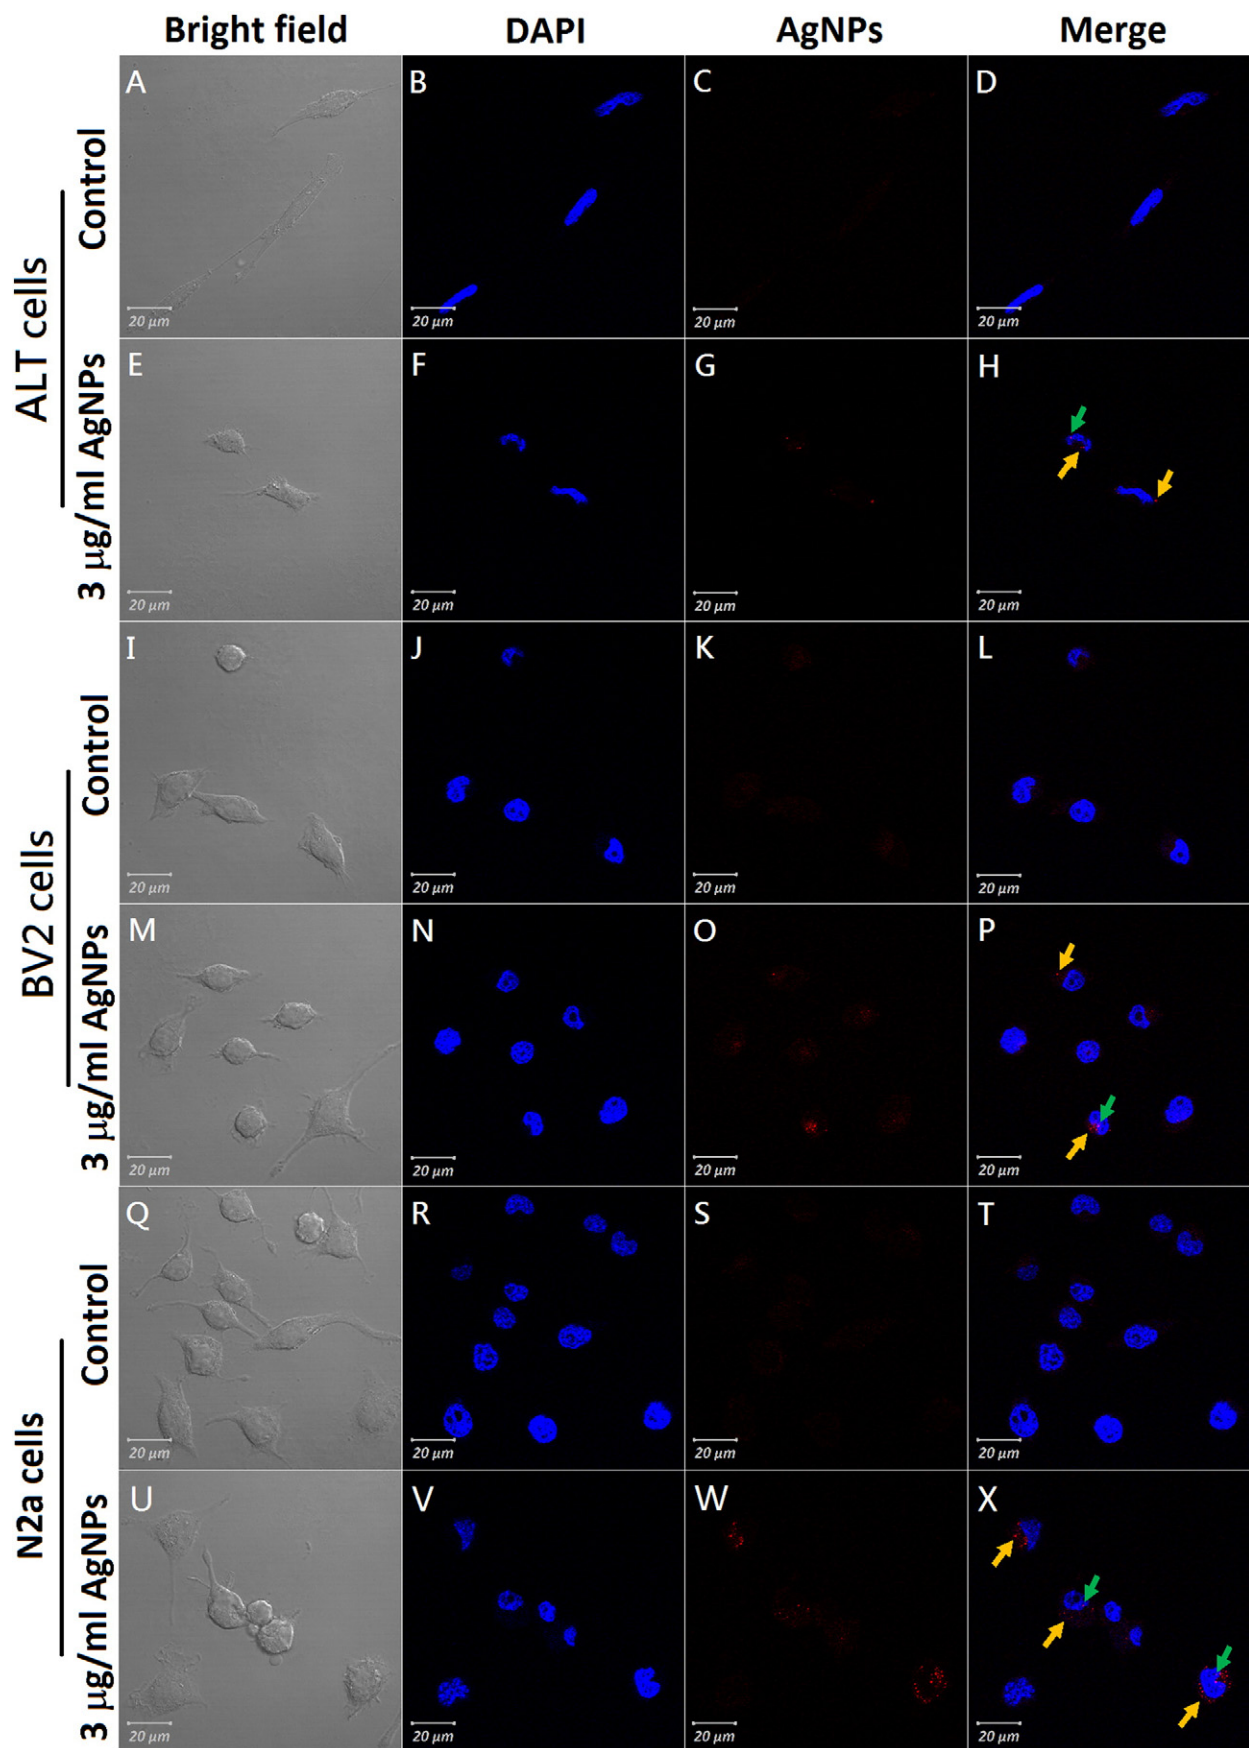 Bright field DAPI AgNPs Merge
ALT cells
Control
A B C D
20 μm 20 μm 20 μm 20 μm
3 μg/ml AgNPs
E F G H
20 μm 20 μm 20 μm 20 μm
BV2 cells
Control
I J K L
20 μm 20 μm 20 μm 20 μm
3 μg/ml AgNPs
M N O P
20 μm 20 μm 20 μm 20 μm
N2a cells
Control
Q R S T
20 μm 20 μm 20 μm 20 μm
3 μg/ml AgNPs
U V W X
20 μm 20 μm 20 μm 20 μm